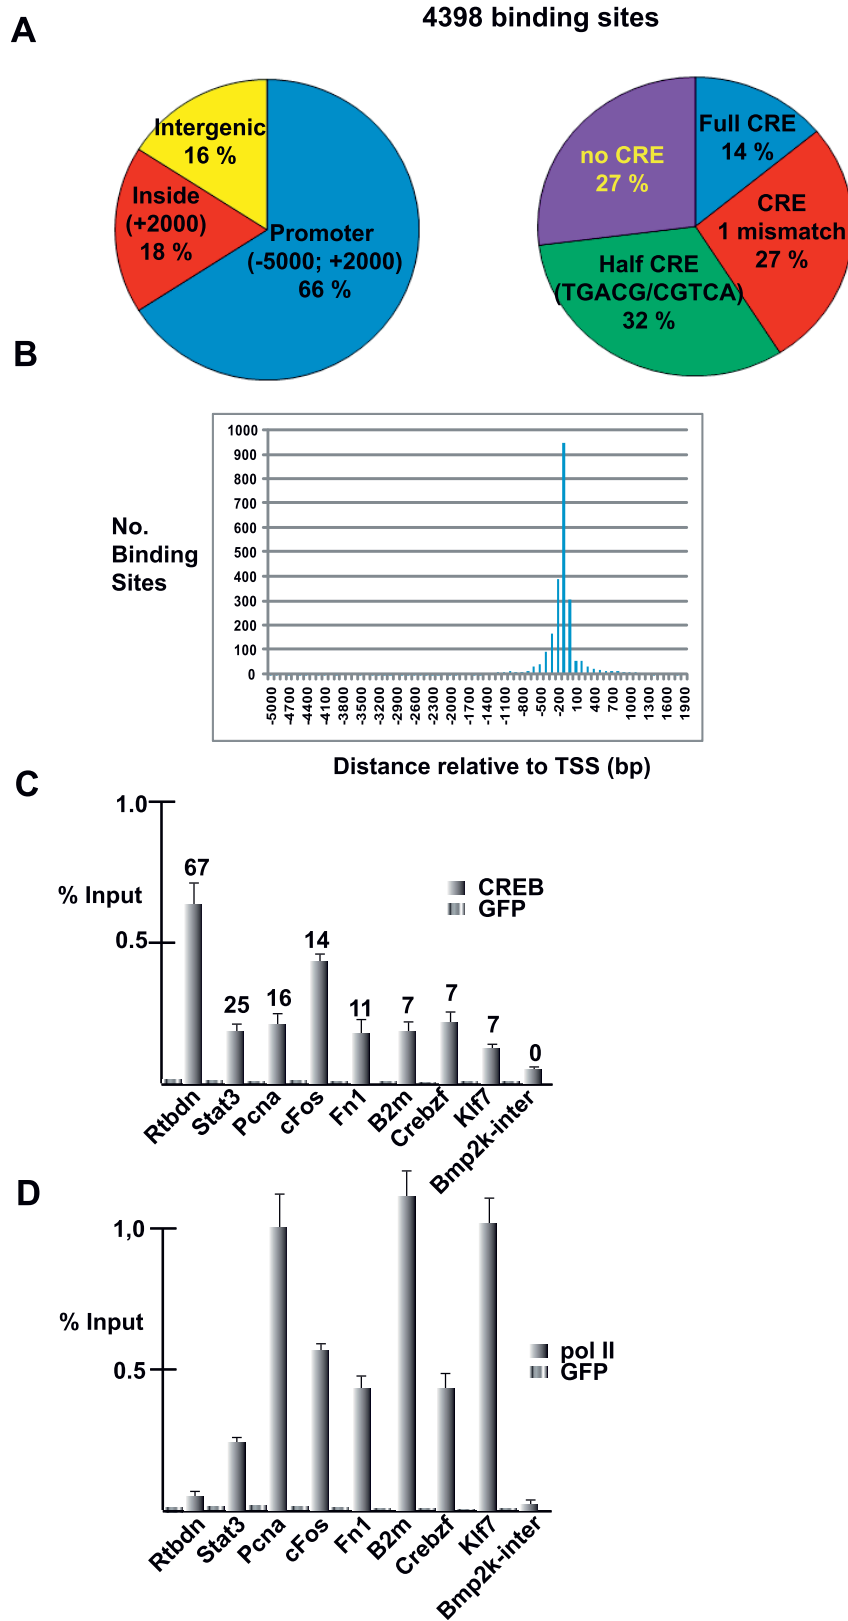 A
4398 binding sites
Intergenic
16 %
Inside
(+2000)
18 %
Promoter
(-5000; +2000)
66 %
Full CRE
14 %
no CRE
27 %
CRE
1 mismatch
27 %
Half CRE
(TGACG/CGTCA)
32 %
B
No.
Binding
Sites
1000
900
800
700
600
500
400
300
200
100
0
-5000
-4700
-4400
-4100
-3800
-3500
-3200
-2900
-2600
-2300
-2000
-1700
-1400
-1100
-800
-500
-200
100
400
700
1000
1300
1600
1900
Distance relative to TSS (bp)
C
1.0
% Input
0.5
67
25
16
14
11
7
7
7
0
CREB
GFP
Rtbdn
Stat3
Pcna
cFos
Fn1
B2m
Crebzf
Klf7
Bmp2k-inter
D
1,0
% Input
0.5
pol II
GFP
Rtbdn
Stat3
Pcna
cFos
Fn1
B2m
Crebzf
Klf7
Bmp2k-inter